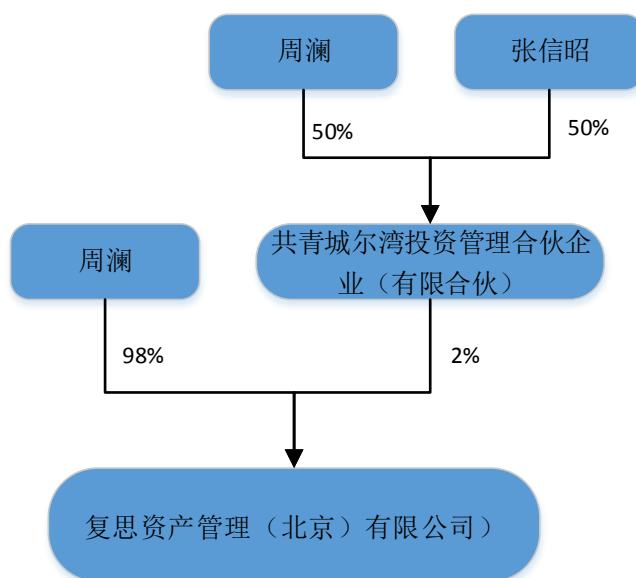 周澜
张信昭
50%
50%
周澜
共青城尔湾投资管理合伙企
业（有限合伙）
98%
2%
复思资产管理（北京）有限公司）